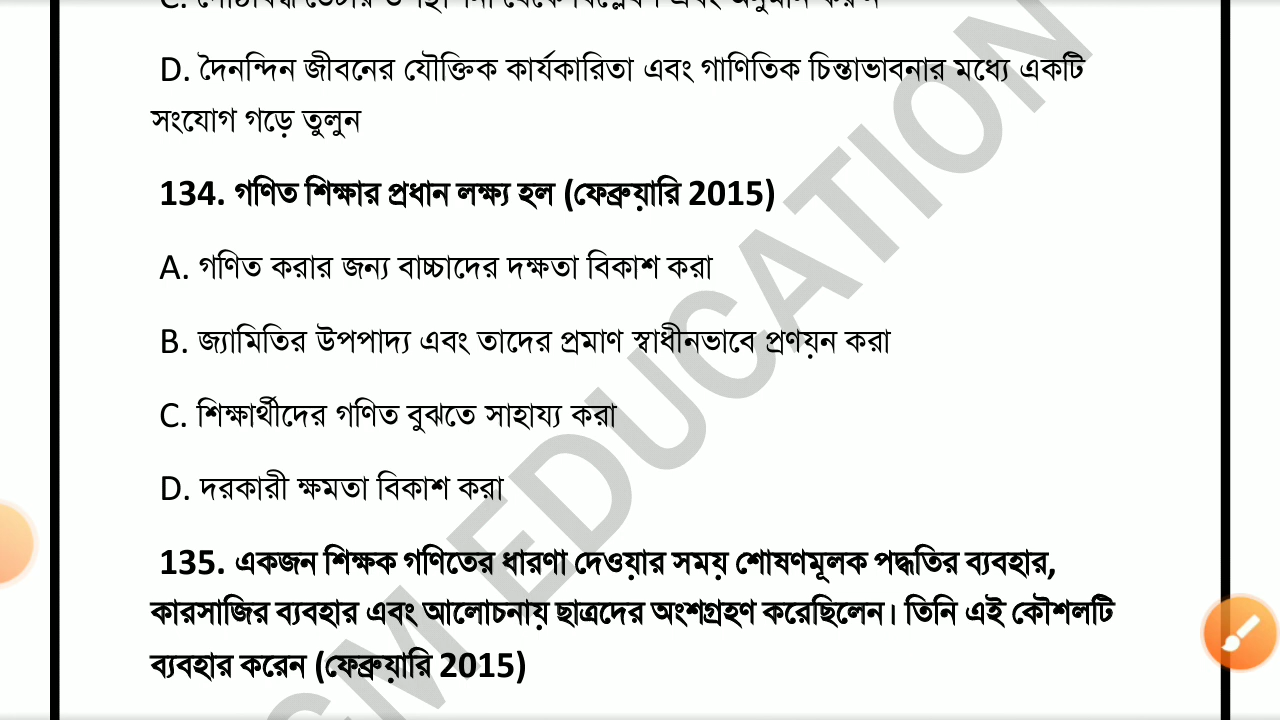 D. দৈনন্দিন জীবনের যৌক্তিক কার্যকারিতা এবং গাণিতিক চিন্তাভাবনার মধ্যে একটি
সংযোগ গড়ে তুলুন
134. গণিত শিক্ষার প্রধান লক্ষ্য হল (ফেব্রুয়ারি 2015)
A. গণিত করার জন্য বাচ্চাদের দক্ষতা বিকাশ করা
B. জ্যামিতির উপপাদ্য এবং তাদের প্রমাণ স্বাধীনভাবে প্রণয়ন করা
C. শিক্ষার্থীদের গণিত বুঝতে সাহায্য করা
D. দরকারী ক্ষমতা বিকাশ করা
135. একজন শিক্ষক গণিতের ধারণা দেওয়ার সময় শোষণমূলক পদ্ধতির ব্যবহার,
কারসাজির ব্যবহার এবং আলোচনায় ছাত্রদের অংশগ্রহণ করেছিলেন। তিনি এই কৌশলটি
ব্যবহার করেন (ফেব্রুয়ারি 2015)
GM EDUCATION